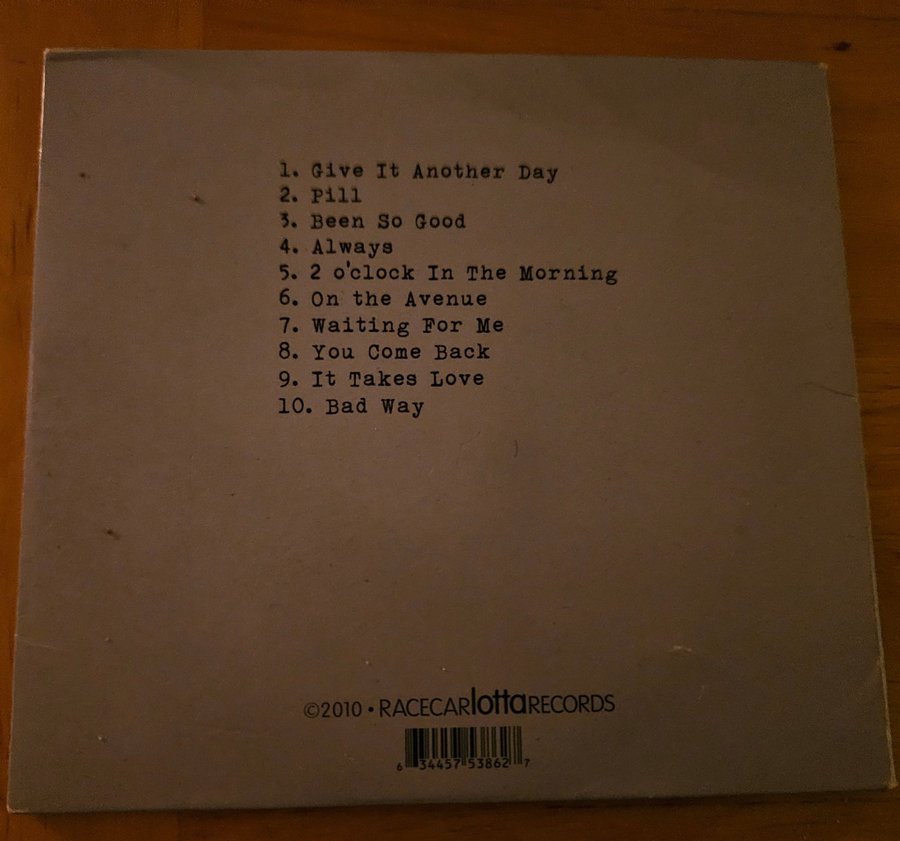 1. Give It Another Day
2. Pill
3. Been So Good
4. Always
5. 2 o'clock In The Morning
6. On the Avenue
7. Waiting For Me
8. You Come Back
9. It Takes Love
10. Bad Way
©2010 • RACECARlottaRECORDS
6 34457 53862 7